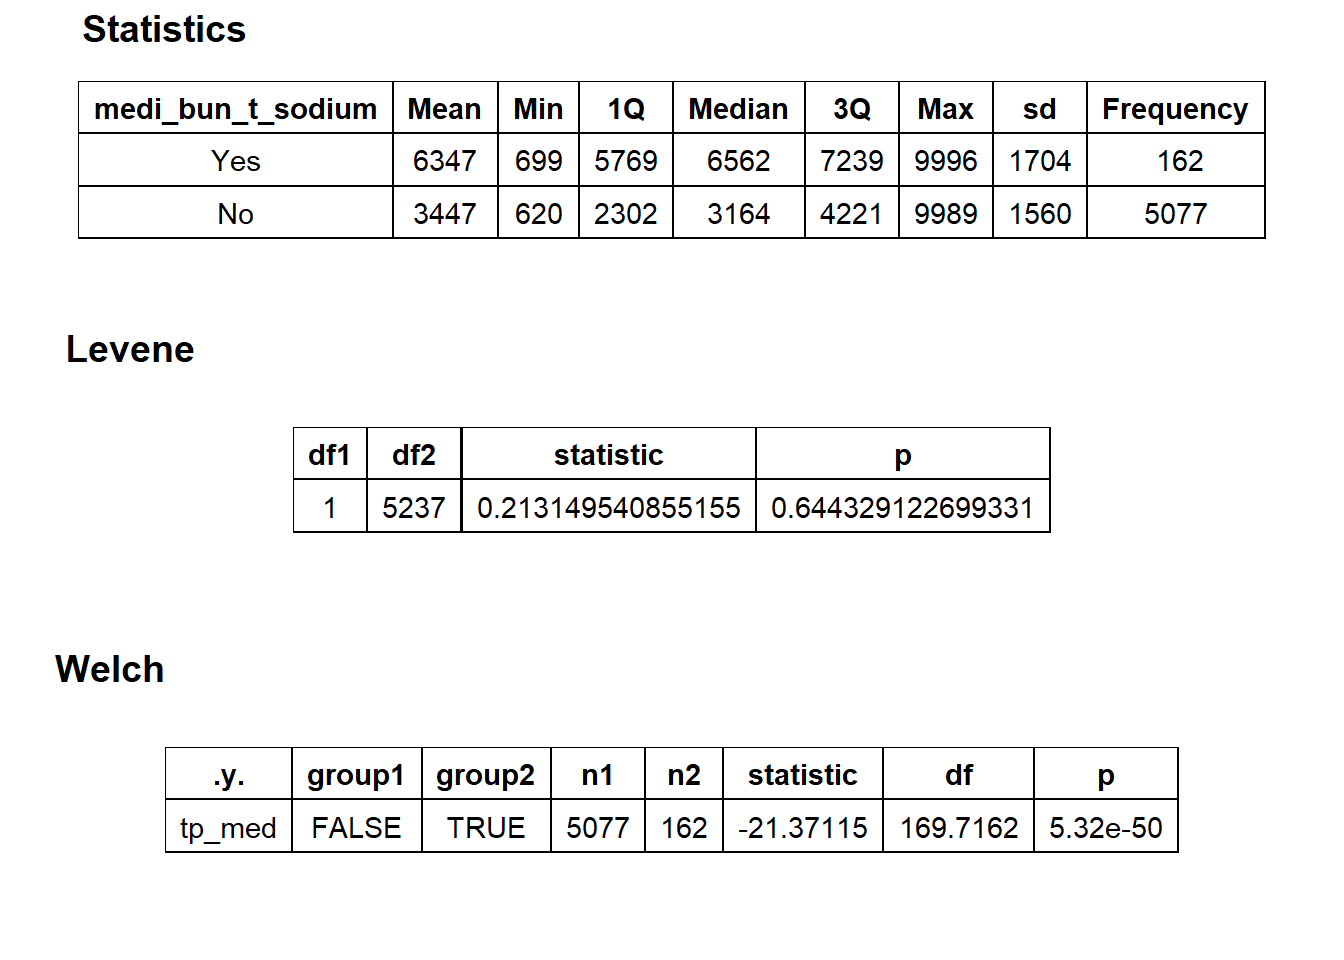 Statistics
medi_bun_t_sodium Mean Min 1Q Median 3Q Max sd Frequency
Yes 6347 699 5769 6562 7239 9996 1704 162
No 3447 620 2302 3164 4221 9989 1560 5077
Levene
df1 df2 statistic p
1 5237 0.213149540855155 0.644329122699331
Welch
.y. group1 group2 n1 n2 statistic df p
tp_med FALSE TRUE 5077 162 -21.37115 169.7162 5.32e-50